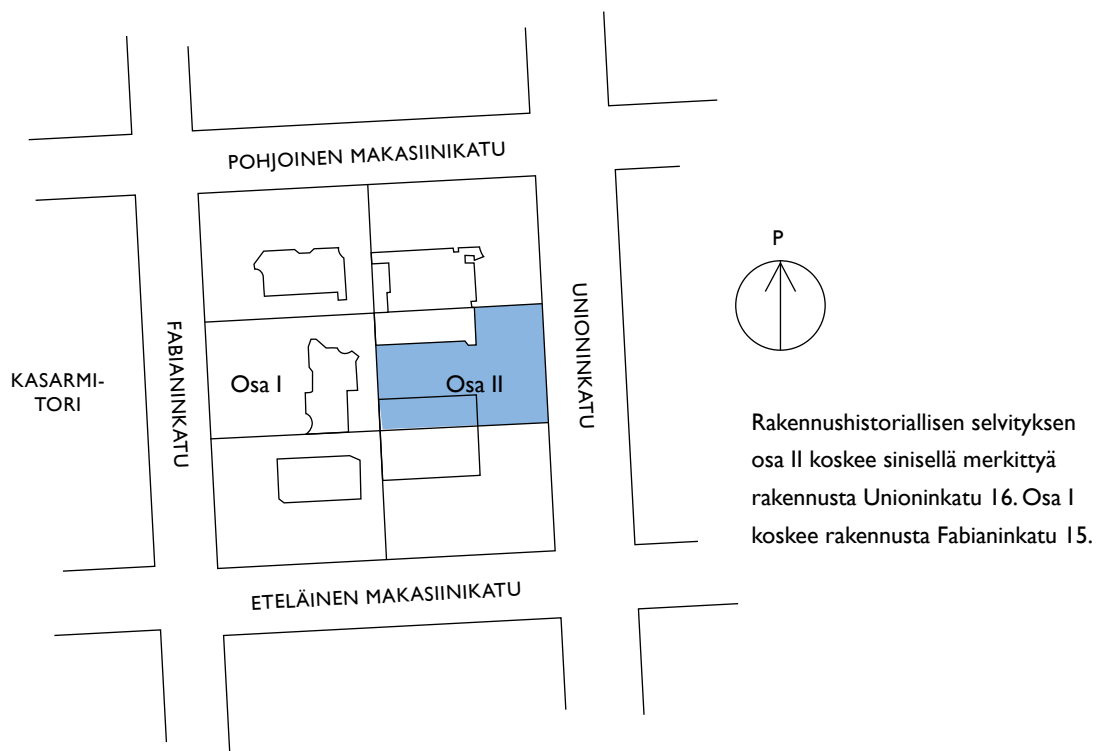 POHJOINEN MAKASIINIKATU
P
FABIANINKATU
UNIONINKATU
KASARMI-
TORI
Osa I
Osa II
Rakennushistoriallisen selvityksen
osa II koskee sinisellä merkittyä
rakennusta Unioninkatu 16. Osa I
koskee rakennusta Fabianinkatu 15.
ETELÄINEN MAKASIINIKATU